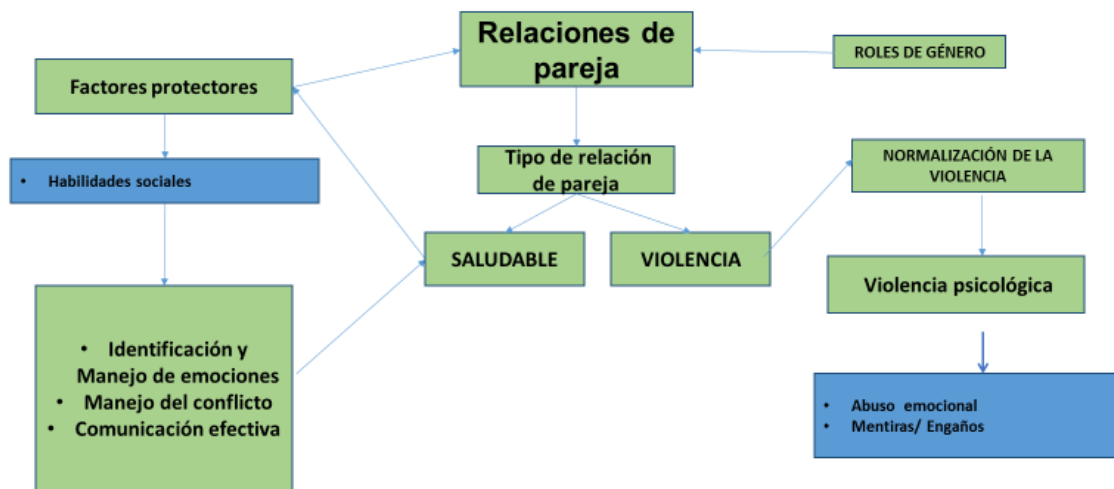 Relaciones de
pareja
ROLES DE GÉNERO
Factores protectores
Tipo de relación
de pareja
NORMALIZACIÓN DE LA
VIOLENCIA
• Habilidades sociales
SALUDABLE
VIOLENCIA
Violencia psicológica
• Identificación y
Manejo de emociones
• Manejo del conflicto
• Comunicación efectiva
• Abuso emocional
• Mentiras/ Engaños